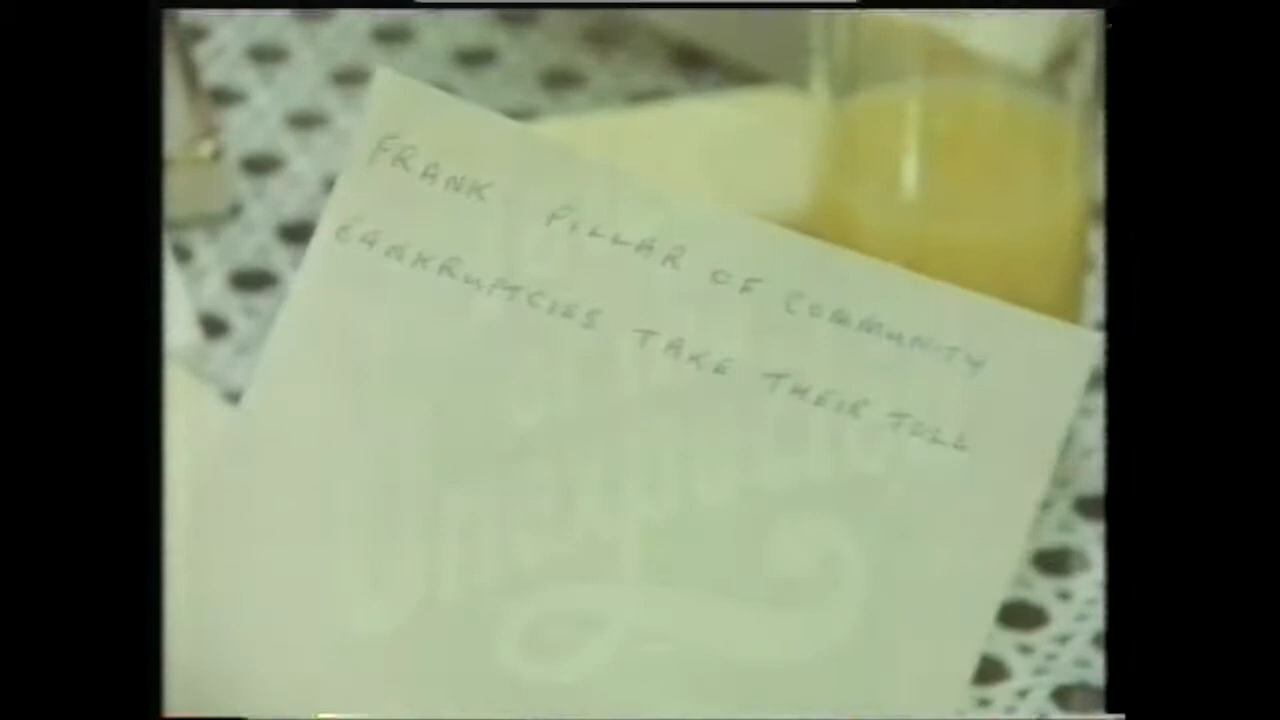 FRANK PILLAR OF COMMUNITY
BANKRUPTCIES TAKE THEIR TOLL